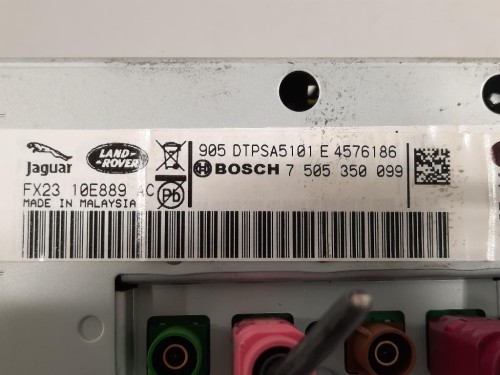 Jaguar
LAND-
-ROVER
905 DTPSA5101 E 4576186
BOSCH 7 505 350 099
FX23 10E889 AC
MADE IN MALAYSIA
Pb